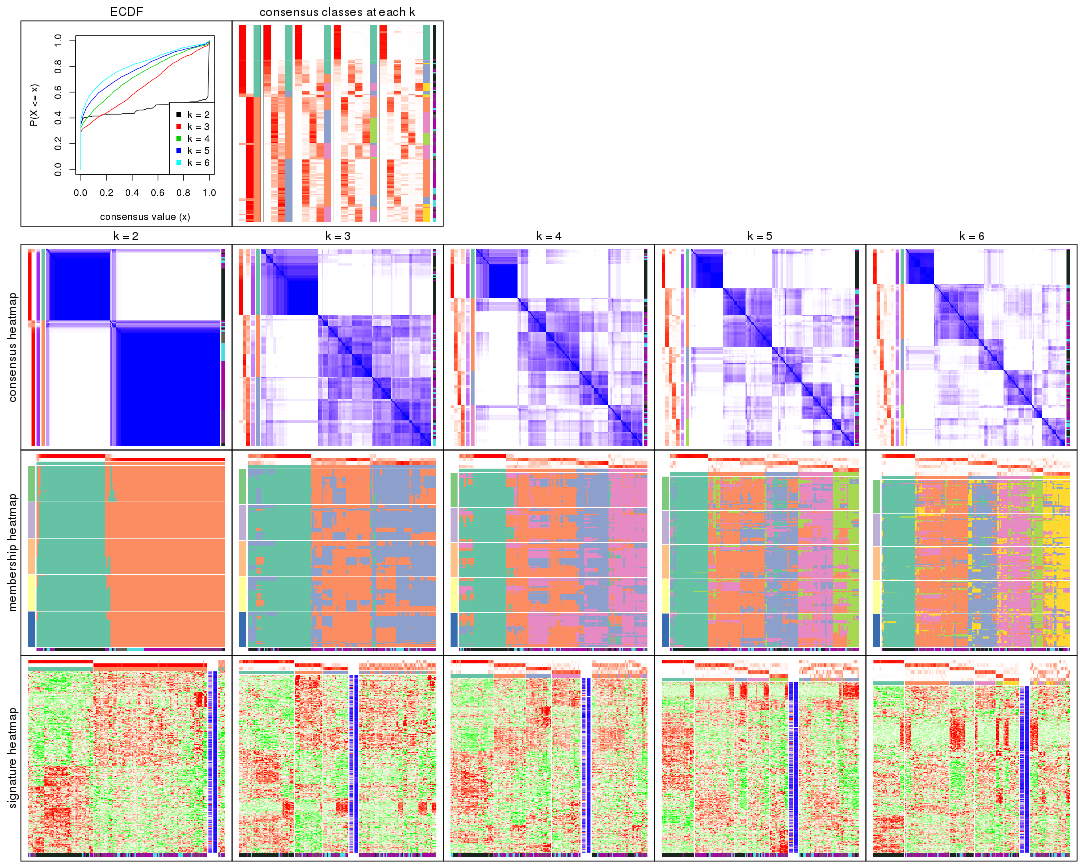 ECDF
consensus classes at each k
P(X <= x)
1.0
0.8
0.6
0.4
0.2
0.0
k = 2
k = 3
k = 4
k = 5
k = 6
0.0 0.2 0.4 0.6 0.8 1.0
consensus value (x)
k = 2
k = 3
k = 4
k = 5
k = 6
consensus heatmap
membership heatmap
signature heatmap